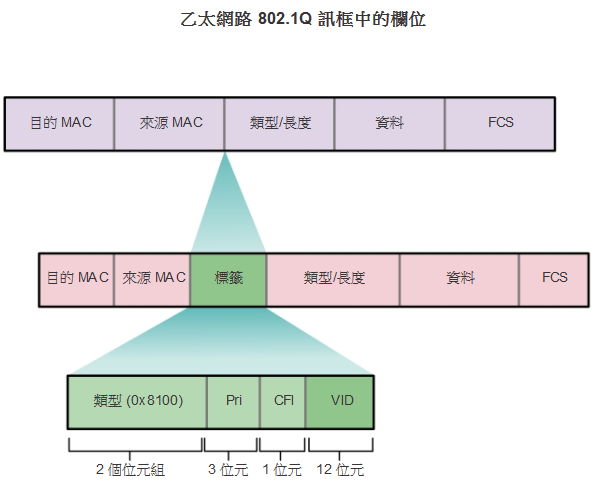 乙太網路 802.1Q 訊框中的欄位
目的 MAC 來源 MAC 類型/長度 資料 FCS
目的 MAC 來源 MAC 標籤 類型/長度 資料 FCS
類型 (0x8100) Pri CFI VID
2 個位元組 3 位元 1 位元 12 位元